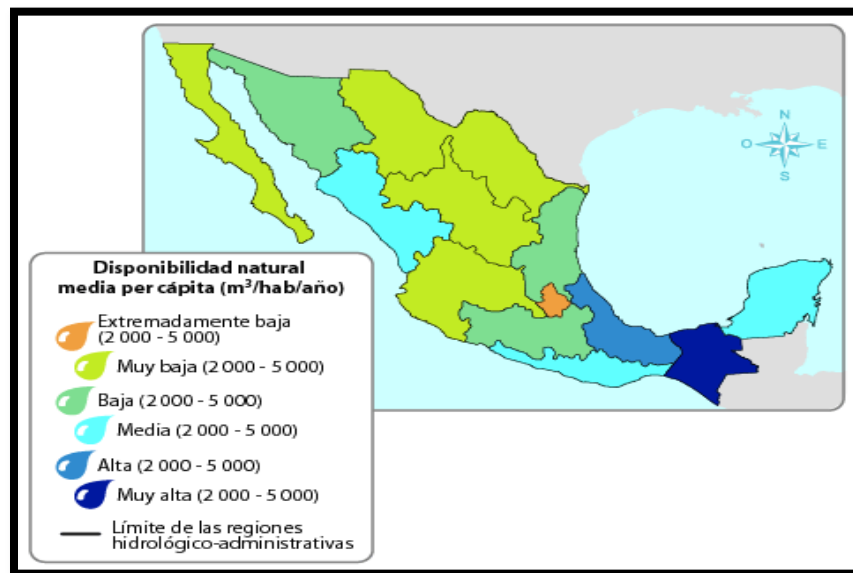 N
O
E
S
Disponibilidad natural
media per cápita (m³/hab/año)
Extremadamente baja
(2 000 - 5 000)
Muy baja (2 000 - 5 000)
Baja (2 000 - 5 000)
Media (2 000 - 5 000)
Alta (2 000 - 5 000)
Muy alta (2 000 - 5 000)
Límite de las regiones
hidrológico-administrativas